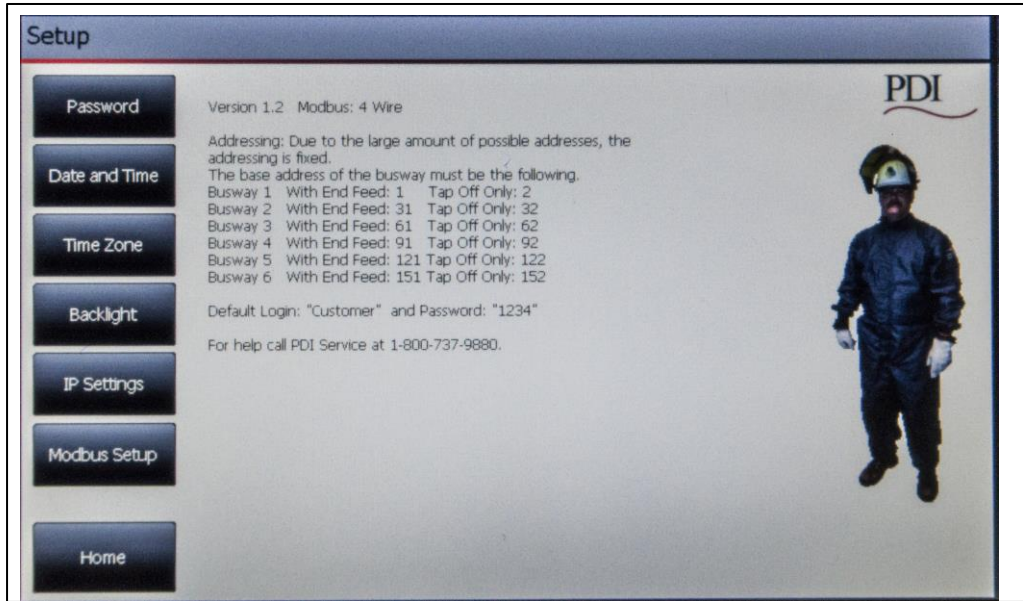 Setup
PDI
Password
Date and Time
Time Zone
Backlight
IP Settings
Modbus Setup
Home
Version 1.2 Modbus: 4 Wire
Addressing: Due to the large amount of possible addresses, the
addressing is fixed.
The base address of the busway must be the following.
Busway 1 With End Feed: 1 Tap Off Only: 2
Busway 2 With End Feed: 31 Tap Off Only: 32
Busway 3 With End Feed: 61 Tap Off Only: 62
Busway 4 With End Feed: 91 Tap Off Only: 92
Busway 5 With End Feed: 121 Tap Off Only: 122
Busway 6 With End Feed: 151 Tap Off Only: 152
Default Login: "Customer" and Password: "1234"
For help call PDI Service at 1-800-737-9880.